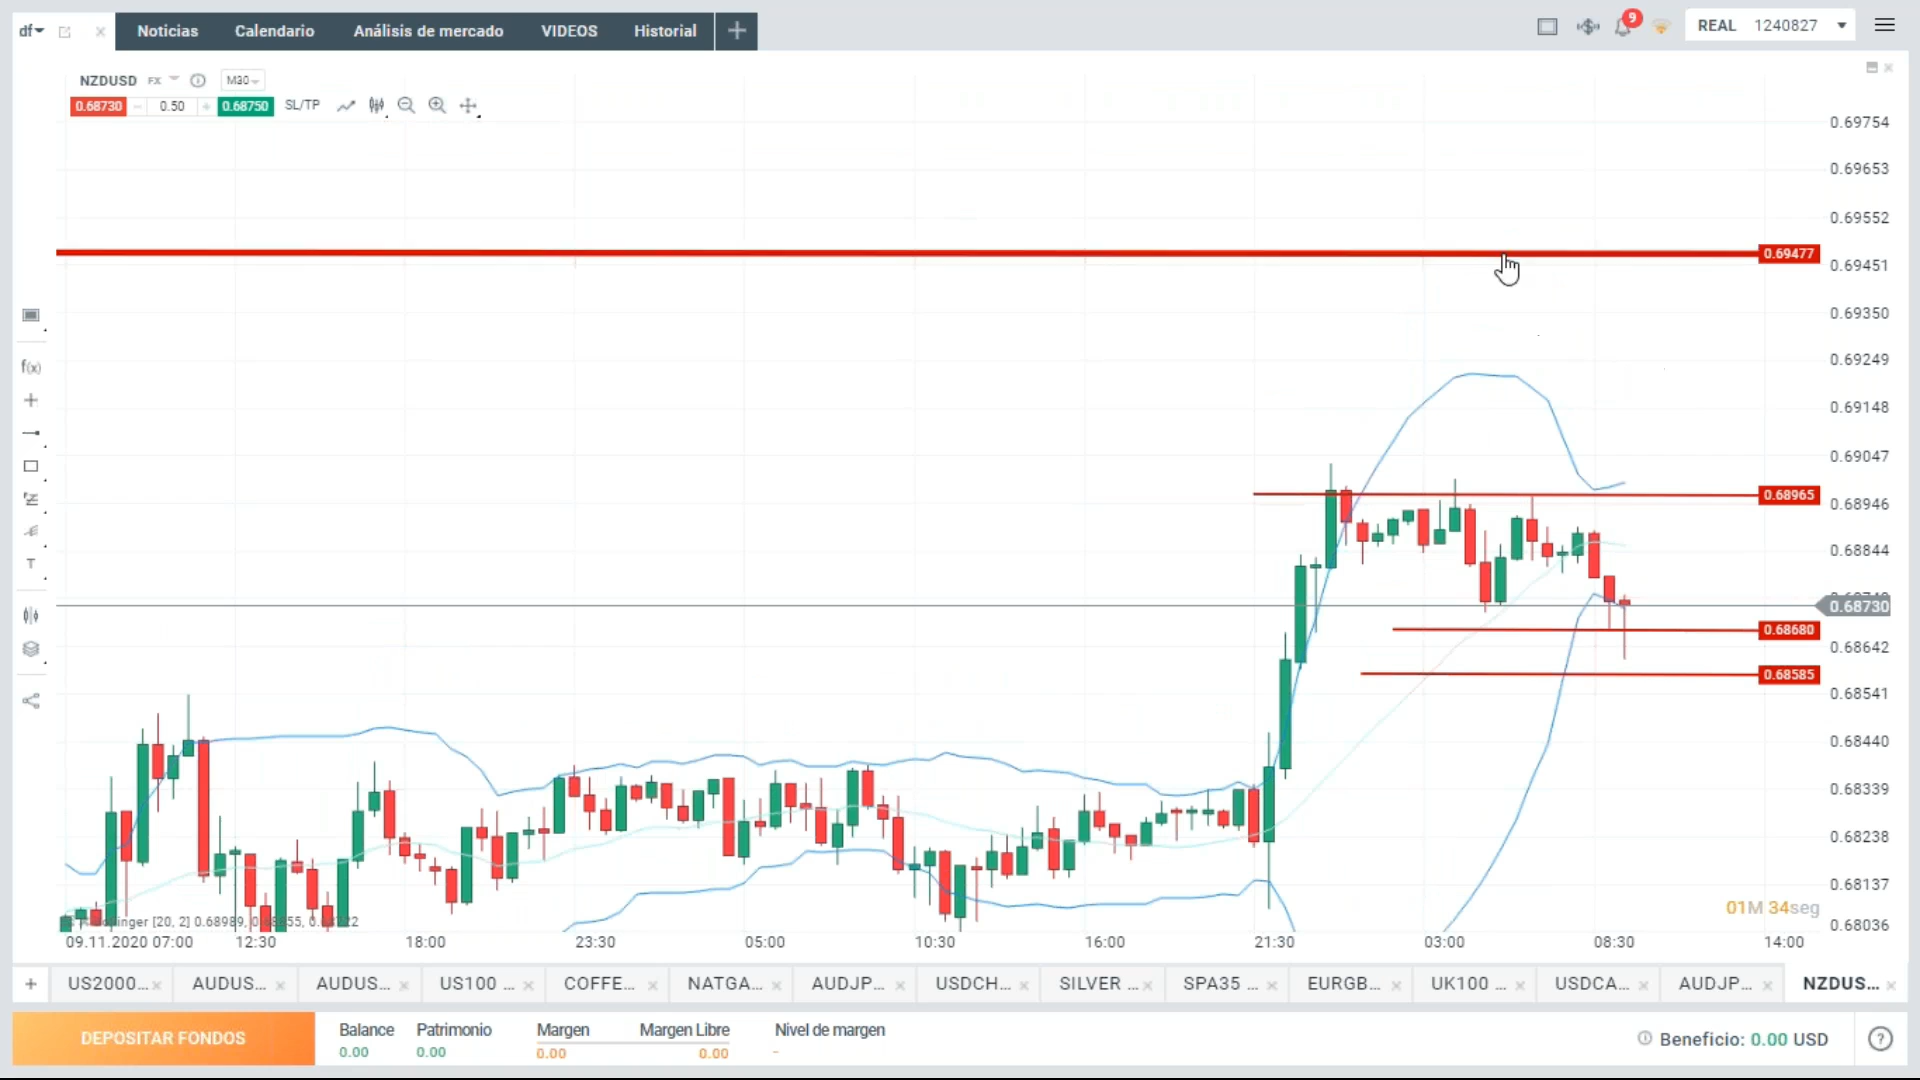 df
Noticias
Calendario
Análisis de mercado
VIDEOS
Historial
9
REAL 1240827
NZDUSD FX M30
0.68730 0.50 0.68750 SL/TP
0.69754
0.69653
0.69552
0.69477
0.69451
0.69350
0.69249
0.69148
0.69047
0.68965
0.68946
0.68844
0.68730
0.68680
0.68642
0.68585
0.68541
0.68440
0.68339
0.68238
0.68137
0.68036
f(x)
T
[20, 2] 0.68989,
01M 34seg
09.11.2020 07:00 12:30 18:00 23:30 05:00 10:30 16:00 21:30 03:00 08:30 14:00
US2000... AUDUS... AUDUS... US100 ... COFFE... NATGA... AUDJP... USDCH... SILVER ... SPA35 ... EURGB... UK100 ... USDCA... AUDJP... NZDUS...
DEPOSITAR FONDOS
Balance Patrimonio Margen Margen Libre Nivel de margen
0.00 0.00 0.00 0.00 -
Beneficio: 0.00 USD
?